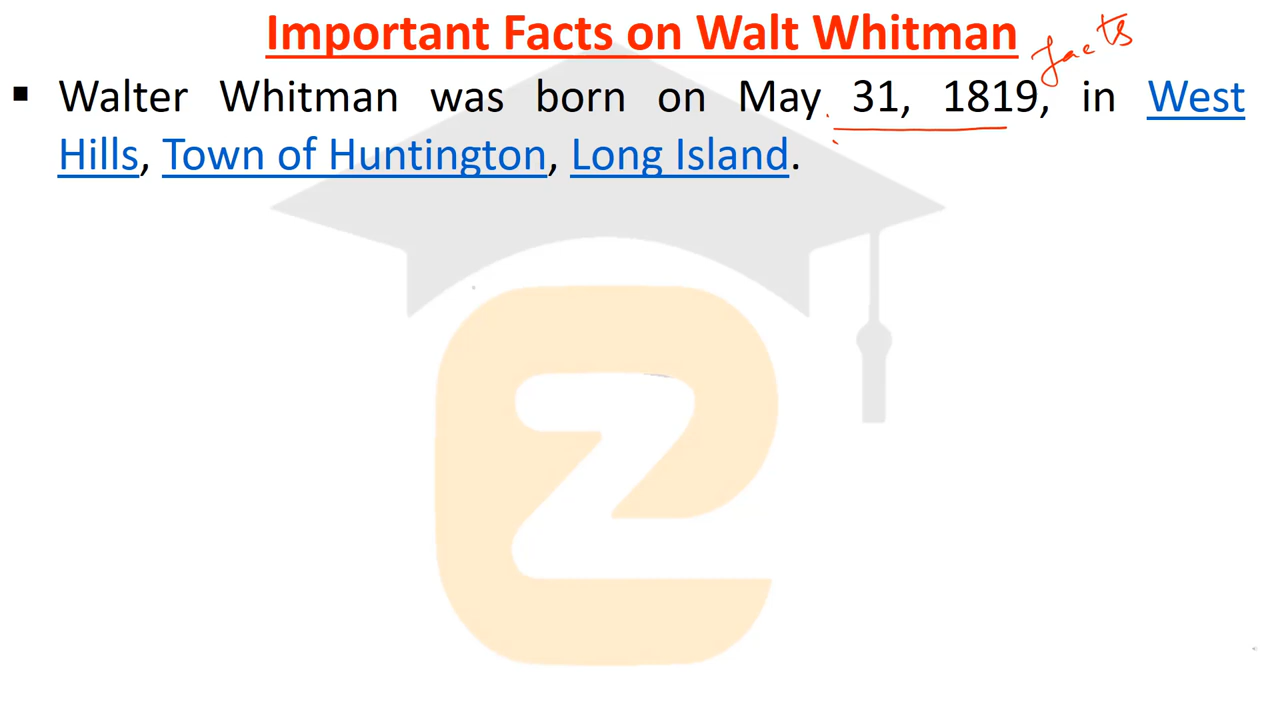 Important Facts on Walt Whitman
facts
▪ Walter Whitman was born on May 31, 1819, in West
Hills, Town of Huntington, Long Island.